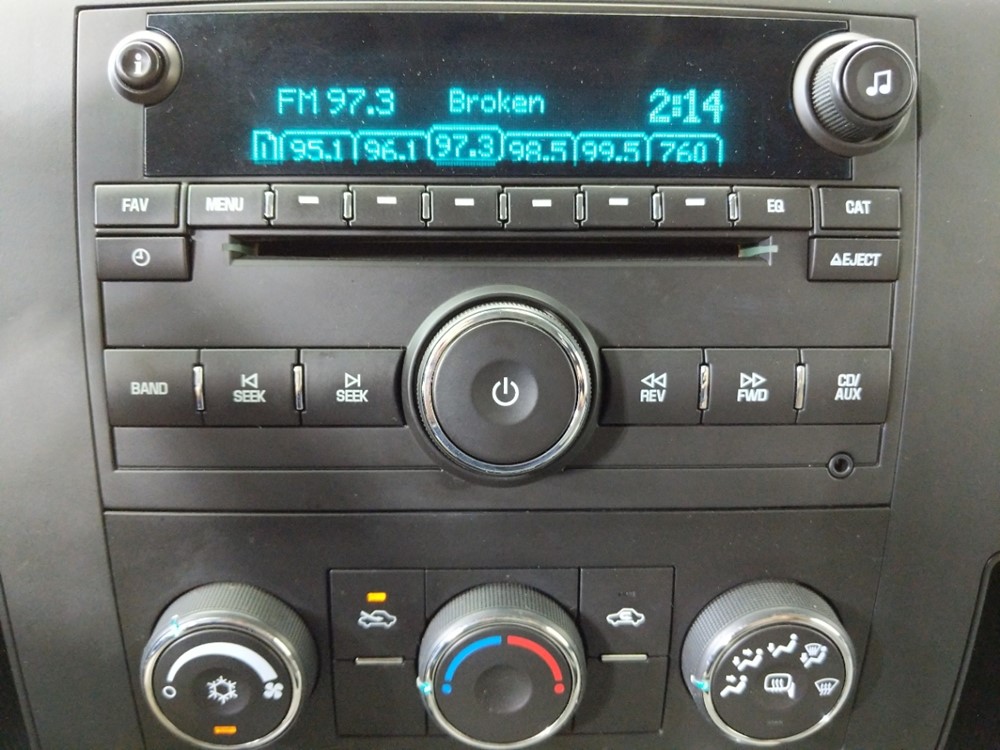 i
FM 97.3 Broken 2:14
1 95.1 96.1 97.3 98.5 99.5 760
FAV MENU EQ CAT
EJECT
BAND SEEK SEEK REV FWD CD/
AUX